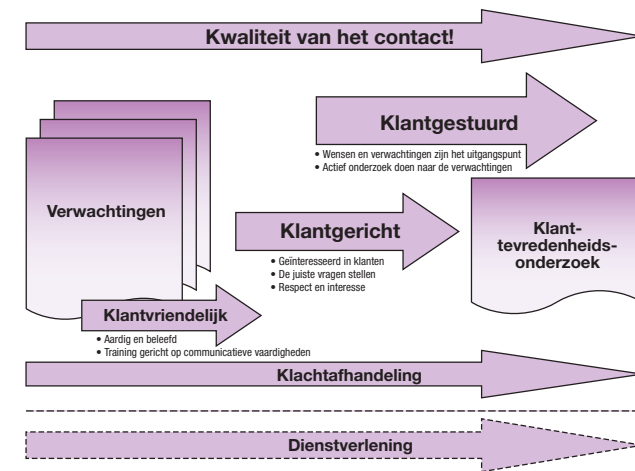 Kwaliteit van het contact!
Klantgestuurd
• Wensen en verwachtingen zijn het uitgangspunt
• Actief onderzoek doen naar de verwachtingen
Verwachtingen
Klantgericht
• Geïnteresseerd in klanten
• De juiste vragen stellen
• Respect en interesse
Klant-
tevredenheids-
onderzoek
Klantvriendelijk
• Aardig en beleefd
• Training gericht op communicatieve vaardigheden
Klachtafhandeling
Dienstverlening